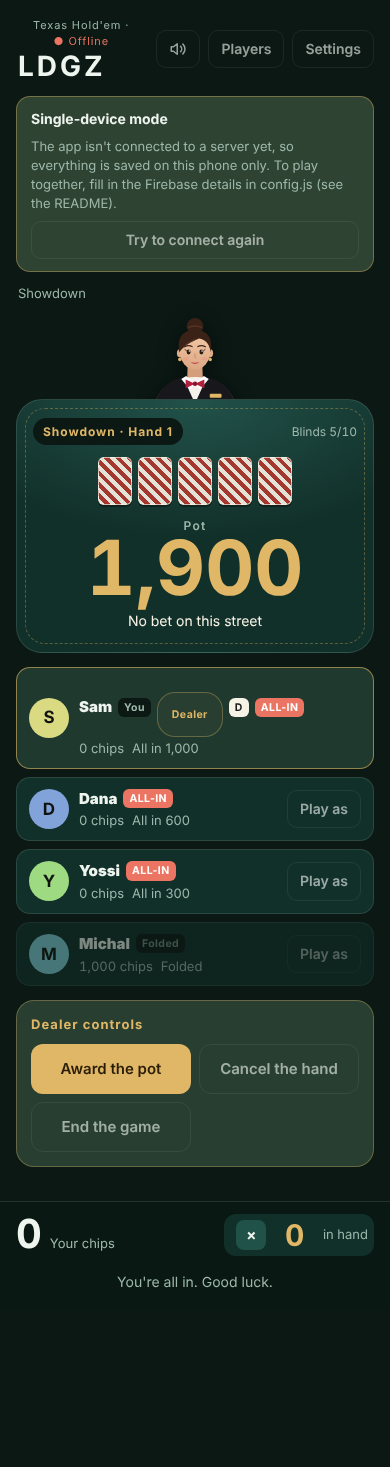 Texas Hold'em ·
Offline
LDGZ
Players
Settings
Single-device mode
The app isn't connected to a server yet, so
everything is saved on this phone only. To play
together, fill in the Firebase details in config.js (see
the README).
Try to connect again
Showdown
Showdown · Hand 1
Blinds 5/10
Pot
1,900
No bet on this street
S
Sam You Dealer D ALL-IN
0 chips All in 1,000
D
Dana ALL-IN
0 chips All in 600
Play as
Y
Yossi ALL-IN
0 chips All in 300
Play as
M
Michal Folded
1,000 chips Folded
Play as
Dealer controls
Award the pot
Cancel the hand
End the game
0 Your chips
× 0 in hand
You're all in. Good luck.